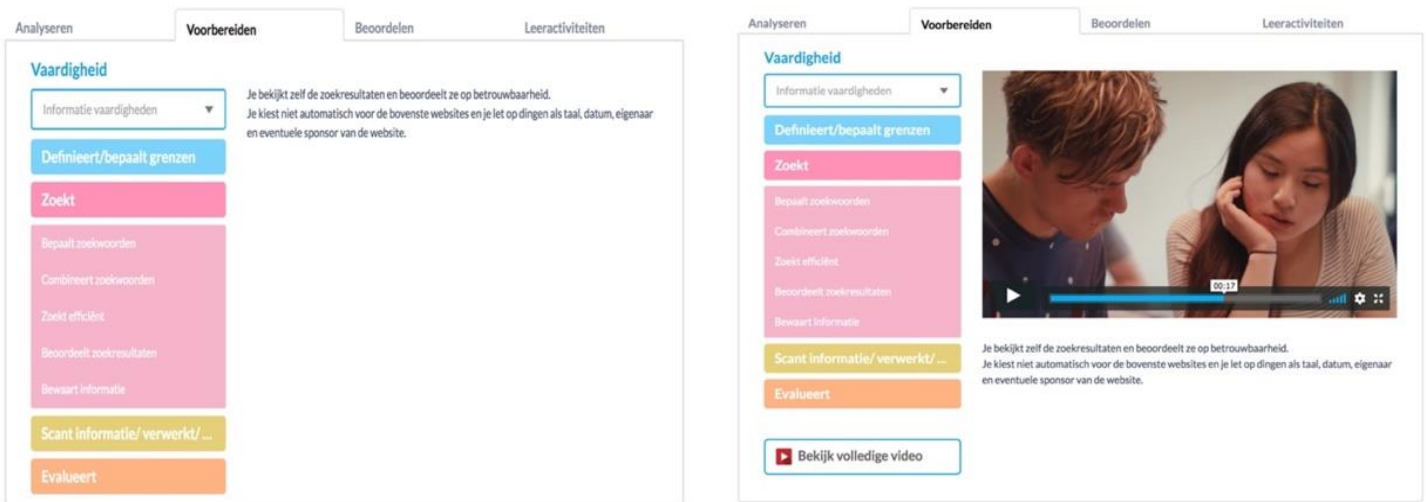 Analyseren
Voorbereiden
Beoordelen
Leeractiviteiten
Vaardigheid
Informatie vaardigheden
Definieert/bepaalt grenzen
Zoekt
Bepaalt zoekwoorden
Combineert zoekwoorden
Zoekt efficiënt
Beoordeelt zoekresultaten
Bewaart informatie
Scant informatie/ verwerkt/ ...
Evalueert
Je bekijkt zelf de zoekresultaten en beoordeelt ze op betrouwbaarheid.
Je kiest niet automatisch voor de bovenste websites en je let op dingen als taal, datum, eigenaar
en eventuele sponsor van de website.
Analyseren
Voorbereiden
Beoordelen
Leeractiviteiten
Vaardigheid
Informatie vaardigheden
Definieert/bepaalt grenzen
Zoekt
Bepaalt zoekwoorden
Combineert zoekwoorden
Zoekt efficiënt
Beoordeelt zoekresultaten
Bewaart Informatie
Scant informatie/ verwerkt/ ...
Evalueert
Bekijk volledige video
00:17
Je bekijkt zelf de zoekresultaten en beoordeelt ze op betrouwbaarheid.
Je kiest niet automatisch voor de bovenste websites en je let op dingen als taal, datum, eigenaar
en eventuele sponsor van de website.